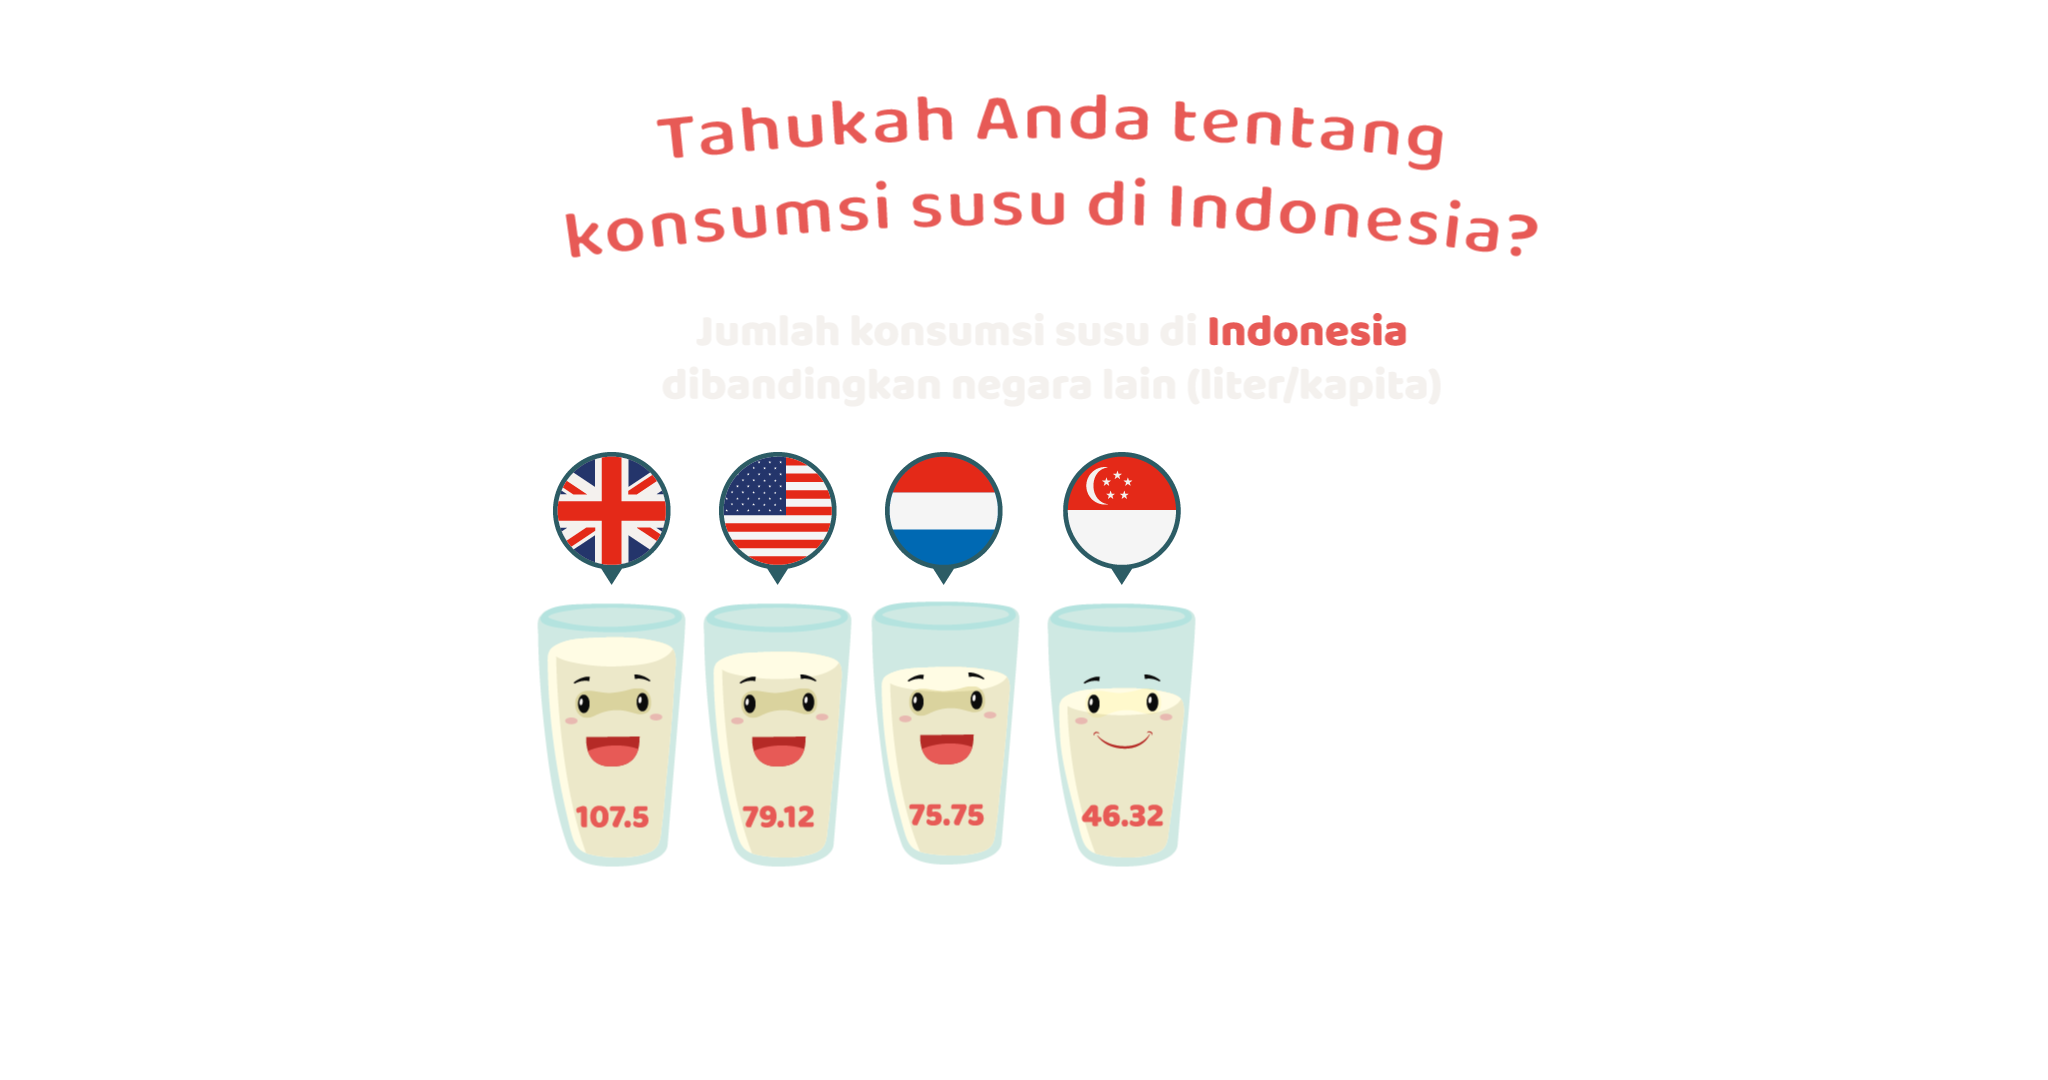 Tahukah Anda tentang
konsumsi susu di Indonesia?
Jumlah konsumsi susu di Indonesia
dibandingkan negara lain (liter/kapita)
107.5
79.12
75.75
46.32